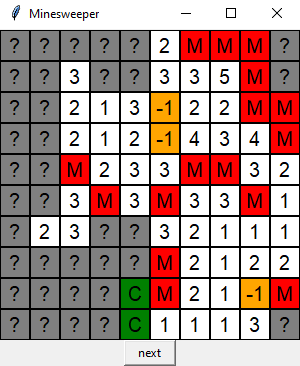 Minesweeper
? ? ? ? ? 2 M M M ?
? ? 3 ? ? 3 3 5 M ?
? ? 2 1 3 -1 2 2 M M
? ? 2 1 2 -1 4 3 4 M
? ? M 2 3 3 M M 3 2
? ? 3 M 3 M 3 3 M 1
? 2 3 ? ? 3 2 1 1 1
? ? ? ? ? M 2 1 2 2
? ? ? ? C M 2 1 -1 M
? ? ? ? C 1 1 1 3 ?
next